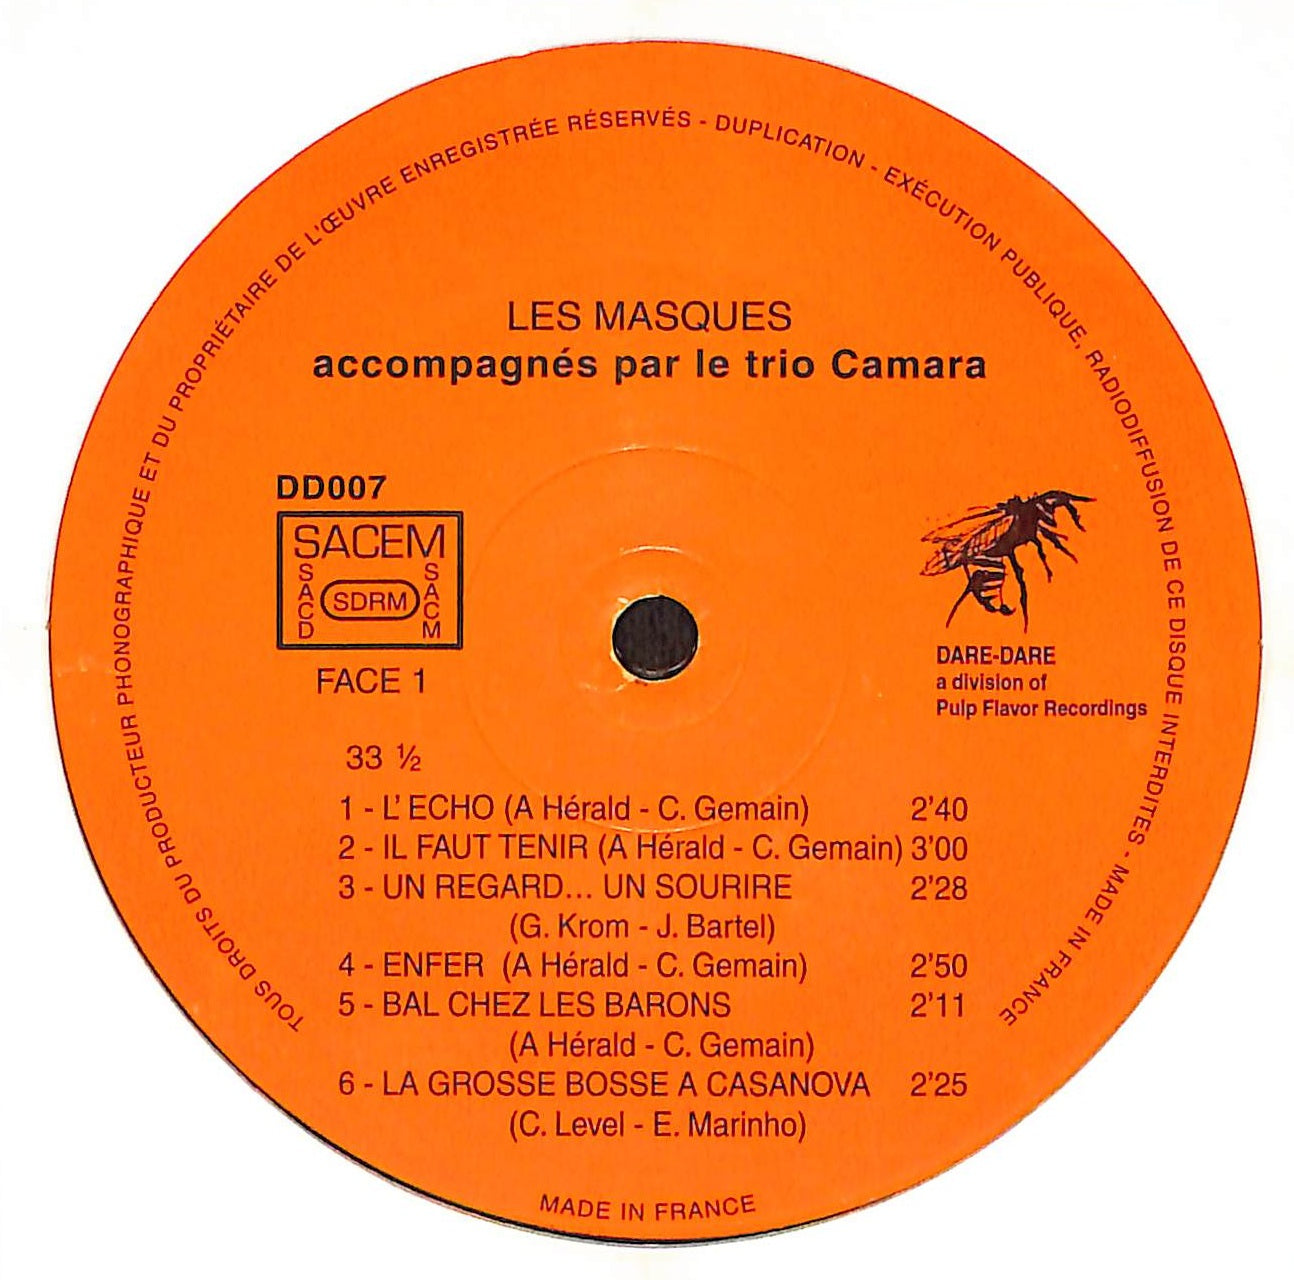 TOUS DROITS DU PRODUCTEUR PHONOGRAPHIQUE ET DU PROPRIÉTAIRE DE L'ŒUVRE ENREGISTRÉE RÉSERVÉS - DUPLICATION - EXÉCUTION PUBLIQUE, RADIODIFFUSION DE CE DISQUE INTERDITES - MADE IN FRANCE
LES MASQUES
accompagnés par le trio Camara
DD007
SACEM
SACD
SDRM
SACM
FACE 1
DARE-DARE
a division of
Pulp Flavor Recordings
33 ½
1 - L' ECHO (A Hérald - C. Gemain) 2'40
2 - IL FAUT TENIR (A Hérald - C. Gemain) 3'00
3 - UN REGARD... UN SOURIRE 2'28
(G. Krom - J. Bartel)
4 - ENFER (A Hérald - C. Gemain) 2'50
5 - BAL CHEZ LES BARONS 2'11
(A Hérald - C. Gemain)
6 - LA GROSSE BOSSE A CASANOVA 2'25
(C. Level - E. Marinho)
MADE IN FRANCE